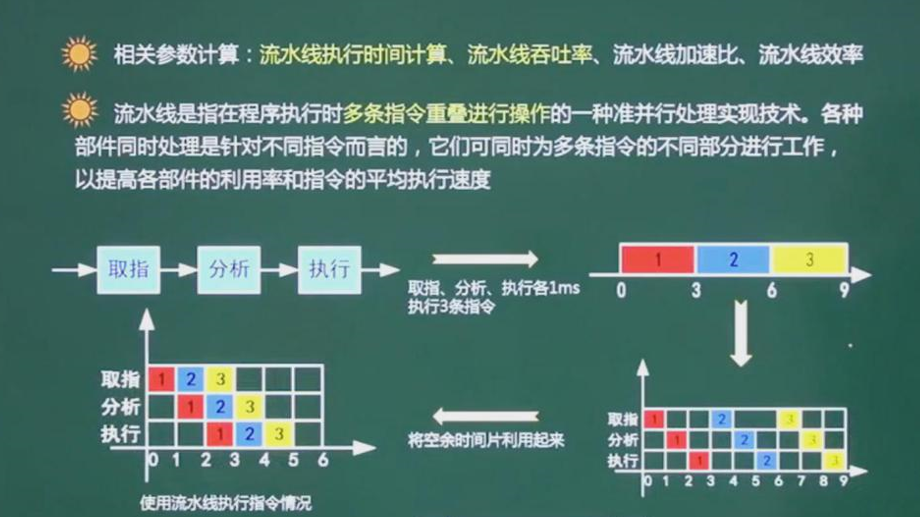 相关参数计算：流水线执行时间计算、流水线吞吐率、流水线加速比、流水线效率
流水线是指在程序执行时多条指令重叠进行操作的一种准并行处理实现技术。各种
部件同时处理是针对不同指令而言的，它们可同时为多条指令的不同部分进行工作，
以提高各部件的利用率和指令的平均执行速度
取指 分析 执行
取指、分析、执行各1ms
执行3条指令
1 2 3
0 3 6 9
取指 1 2 3
分析 1 2 3
执行 1 2 3
0 1 2 3 4 5 6
使用流水线执行指令情况
将空余时间片利用起来
取指 1 2 3
分析 1 2 3
执行 1 2 3
0 1 2 3 4 5 6 7 8 9